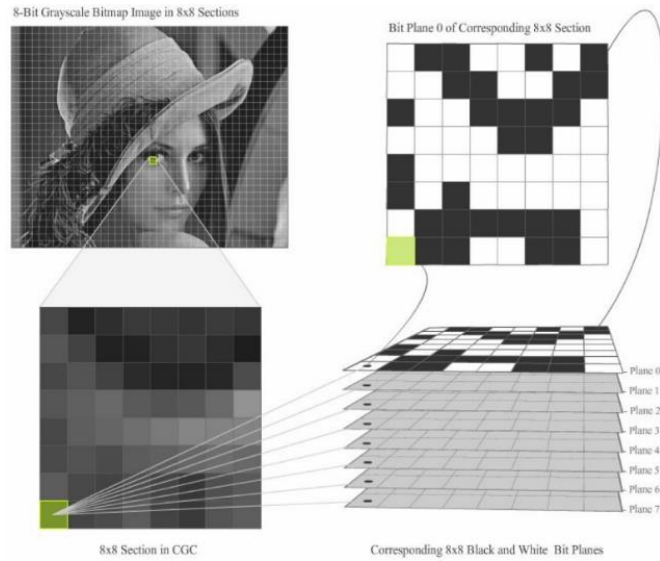 8-Bit Grayscale Bitmap Image in 8x8 Sections
Bit Plane 0 of Corresponding 8x8 Section
Plane 0
Plane 1
Plane 2
Plane 3
Plane 4
Plane 5
Plane 6
Plane 7
8x8 Section in CGC
Corresponding 8x8 Black and White Bit Planes